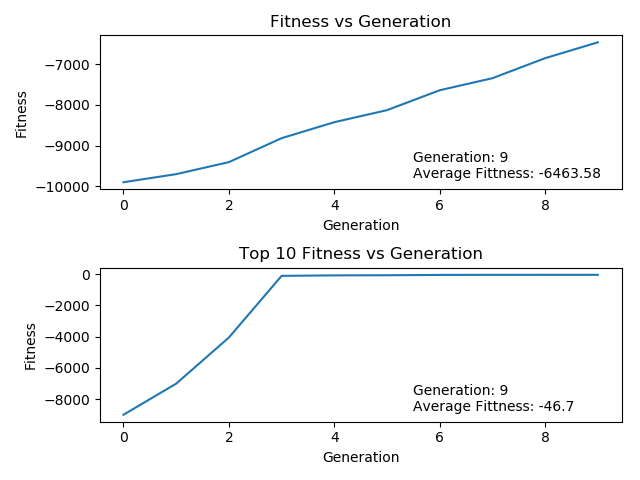 Fitness vs Generation
Fitness
−7000
−8000
−9000
−10000
0 2 4 6 8
Generation: 9
Average Fittness: -6463.58
Generation
Top 10 Fitness vs Generation
Fitness
0
−2000
−4000
−6000
−8000
0 2 4 6 8
Generation: 9
Average Fittness: -46.7
Generation